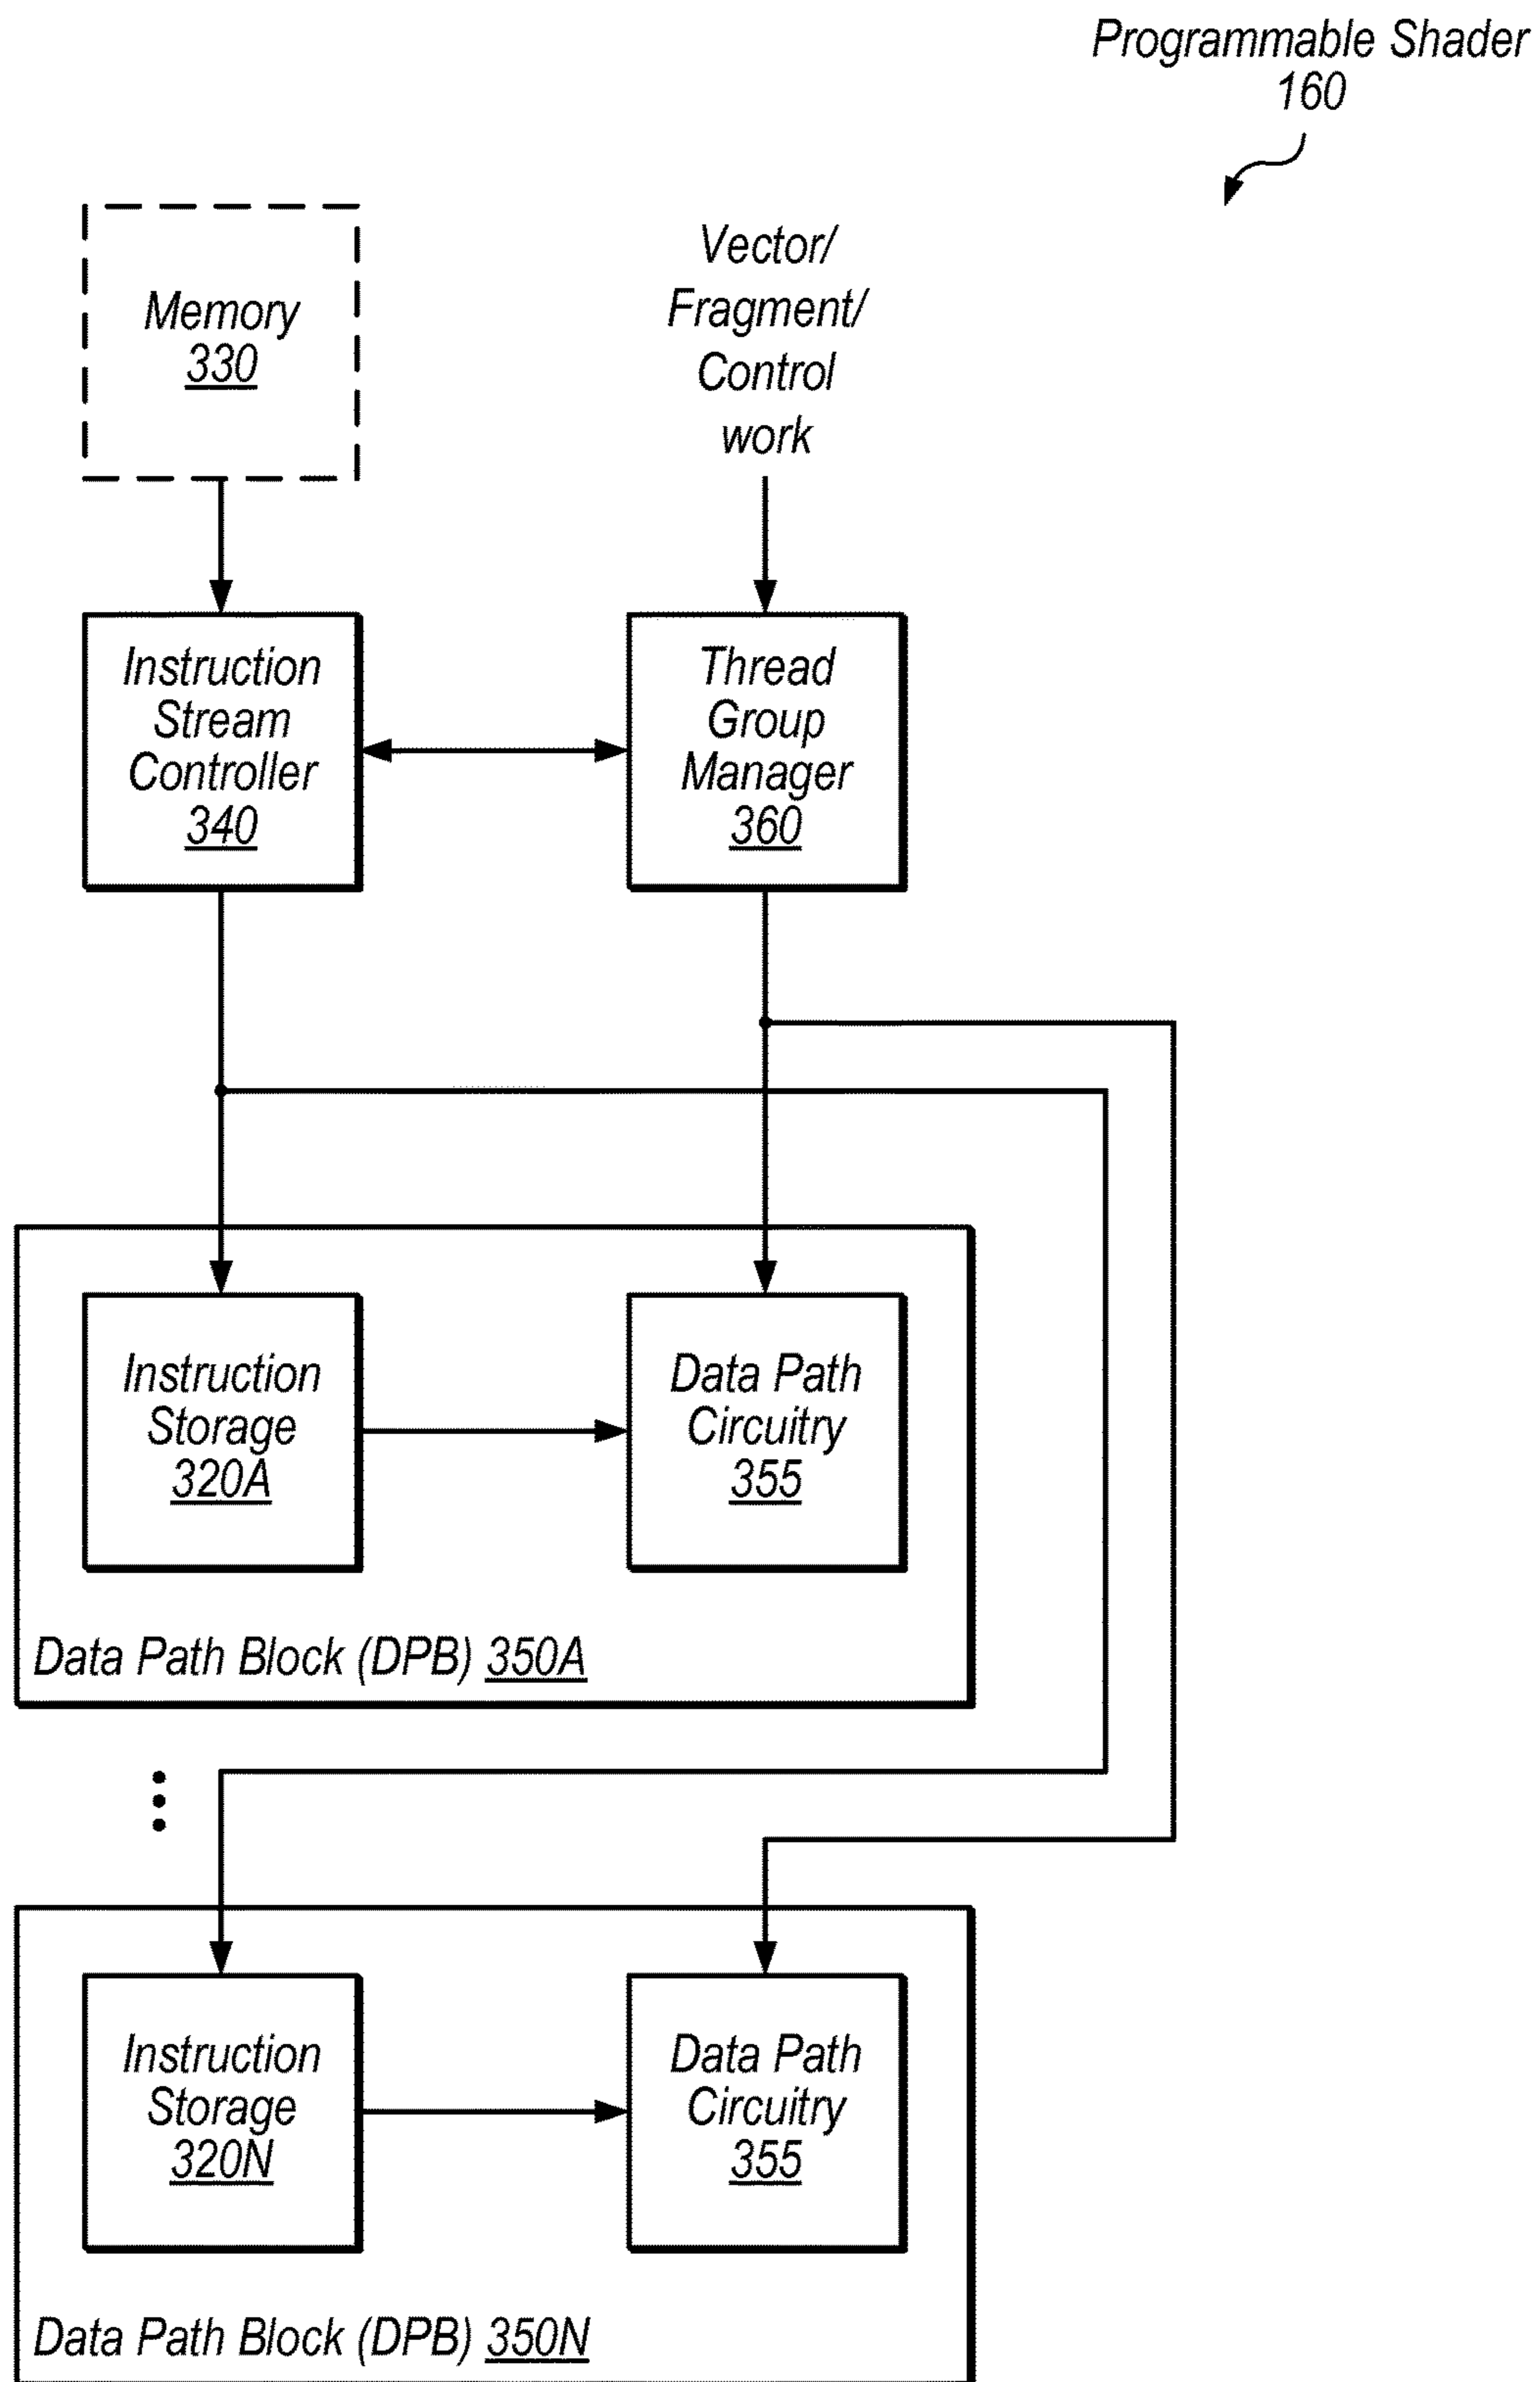 Programmable Shader
160
Memory
330
Vector/
Fragment/
Control
work
Instruction
Stream
Controller
340
Thread
Group
Manager
360
Instruction
Storage
320A
Data Path
Circuitry
355
Data Path Block (DPB) 350A
Instruction
Storage
320N
Data Path
Circuitry
355
Data Path Block (DPB) 350N